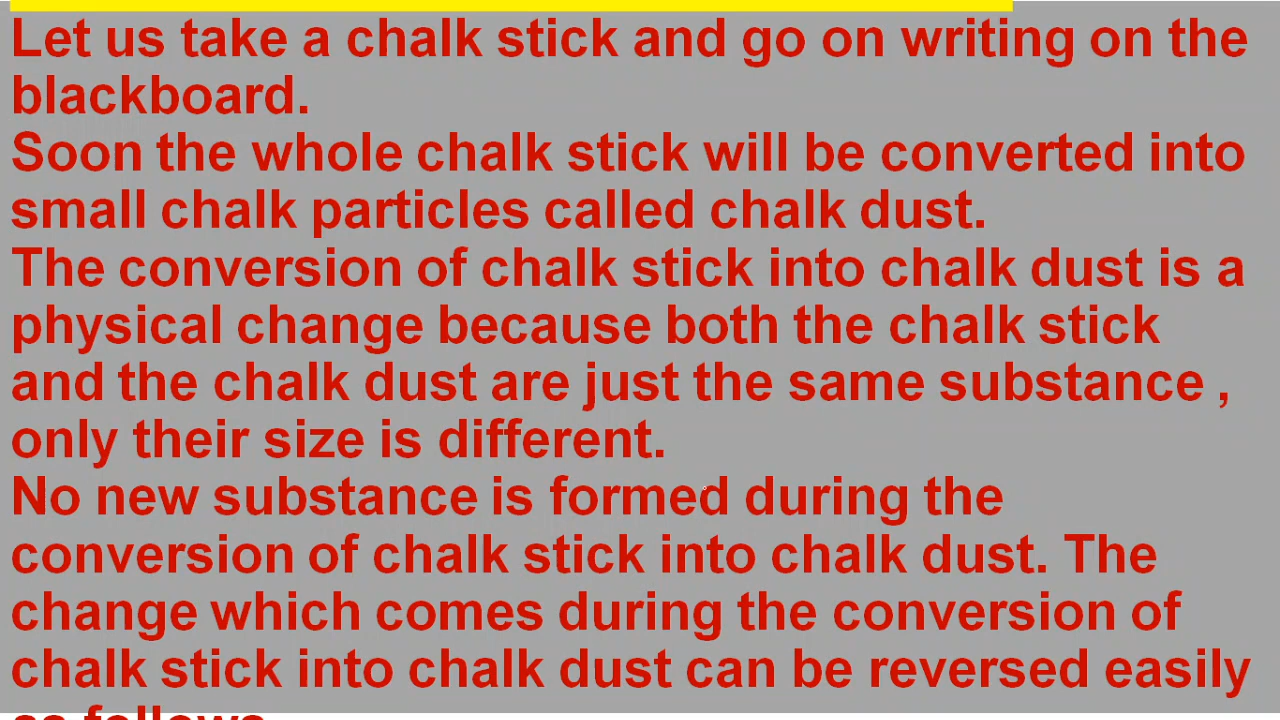 Let us take a chalk stick and go on writing on the
blackboard.
Soon the whole chalk stick will be converted into
small chalk particles called chalk dust.
The conversion of chalk stick into chalk dust is a
physical change because both the chalk stick
and the chalk dust are just the same substance ,
only their size is different.
No new substance is formed during the
conversion of chalk stick into chalk dust. The
change which comes during the conversion of
chalk stick into chalk dust can be reversed easily
as follows